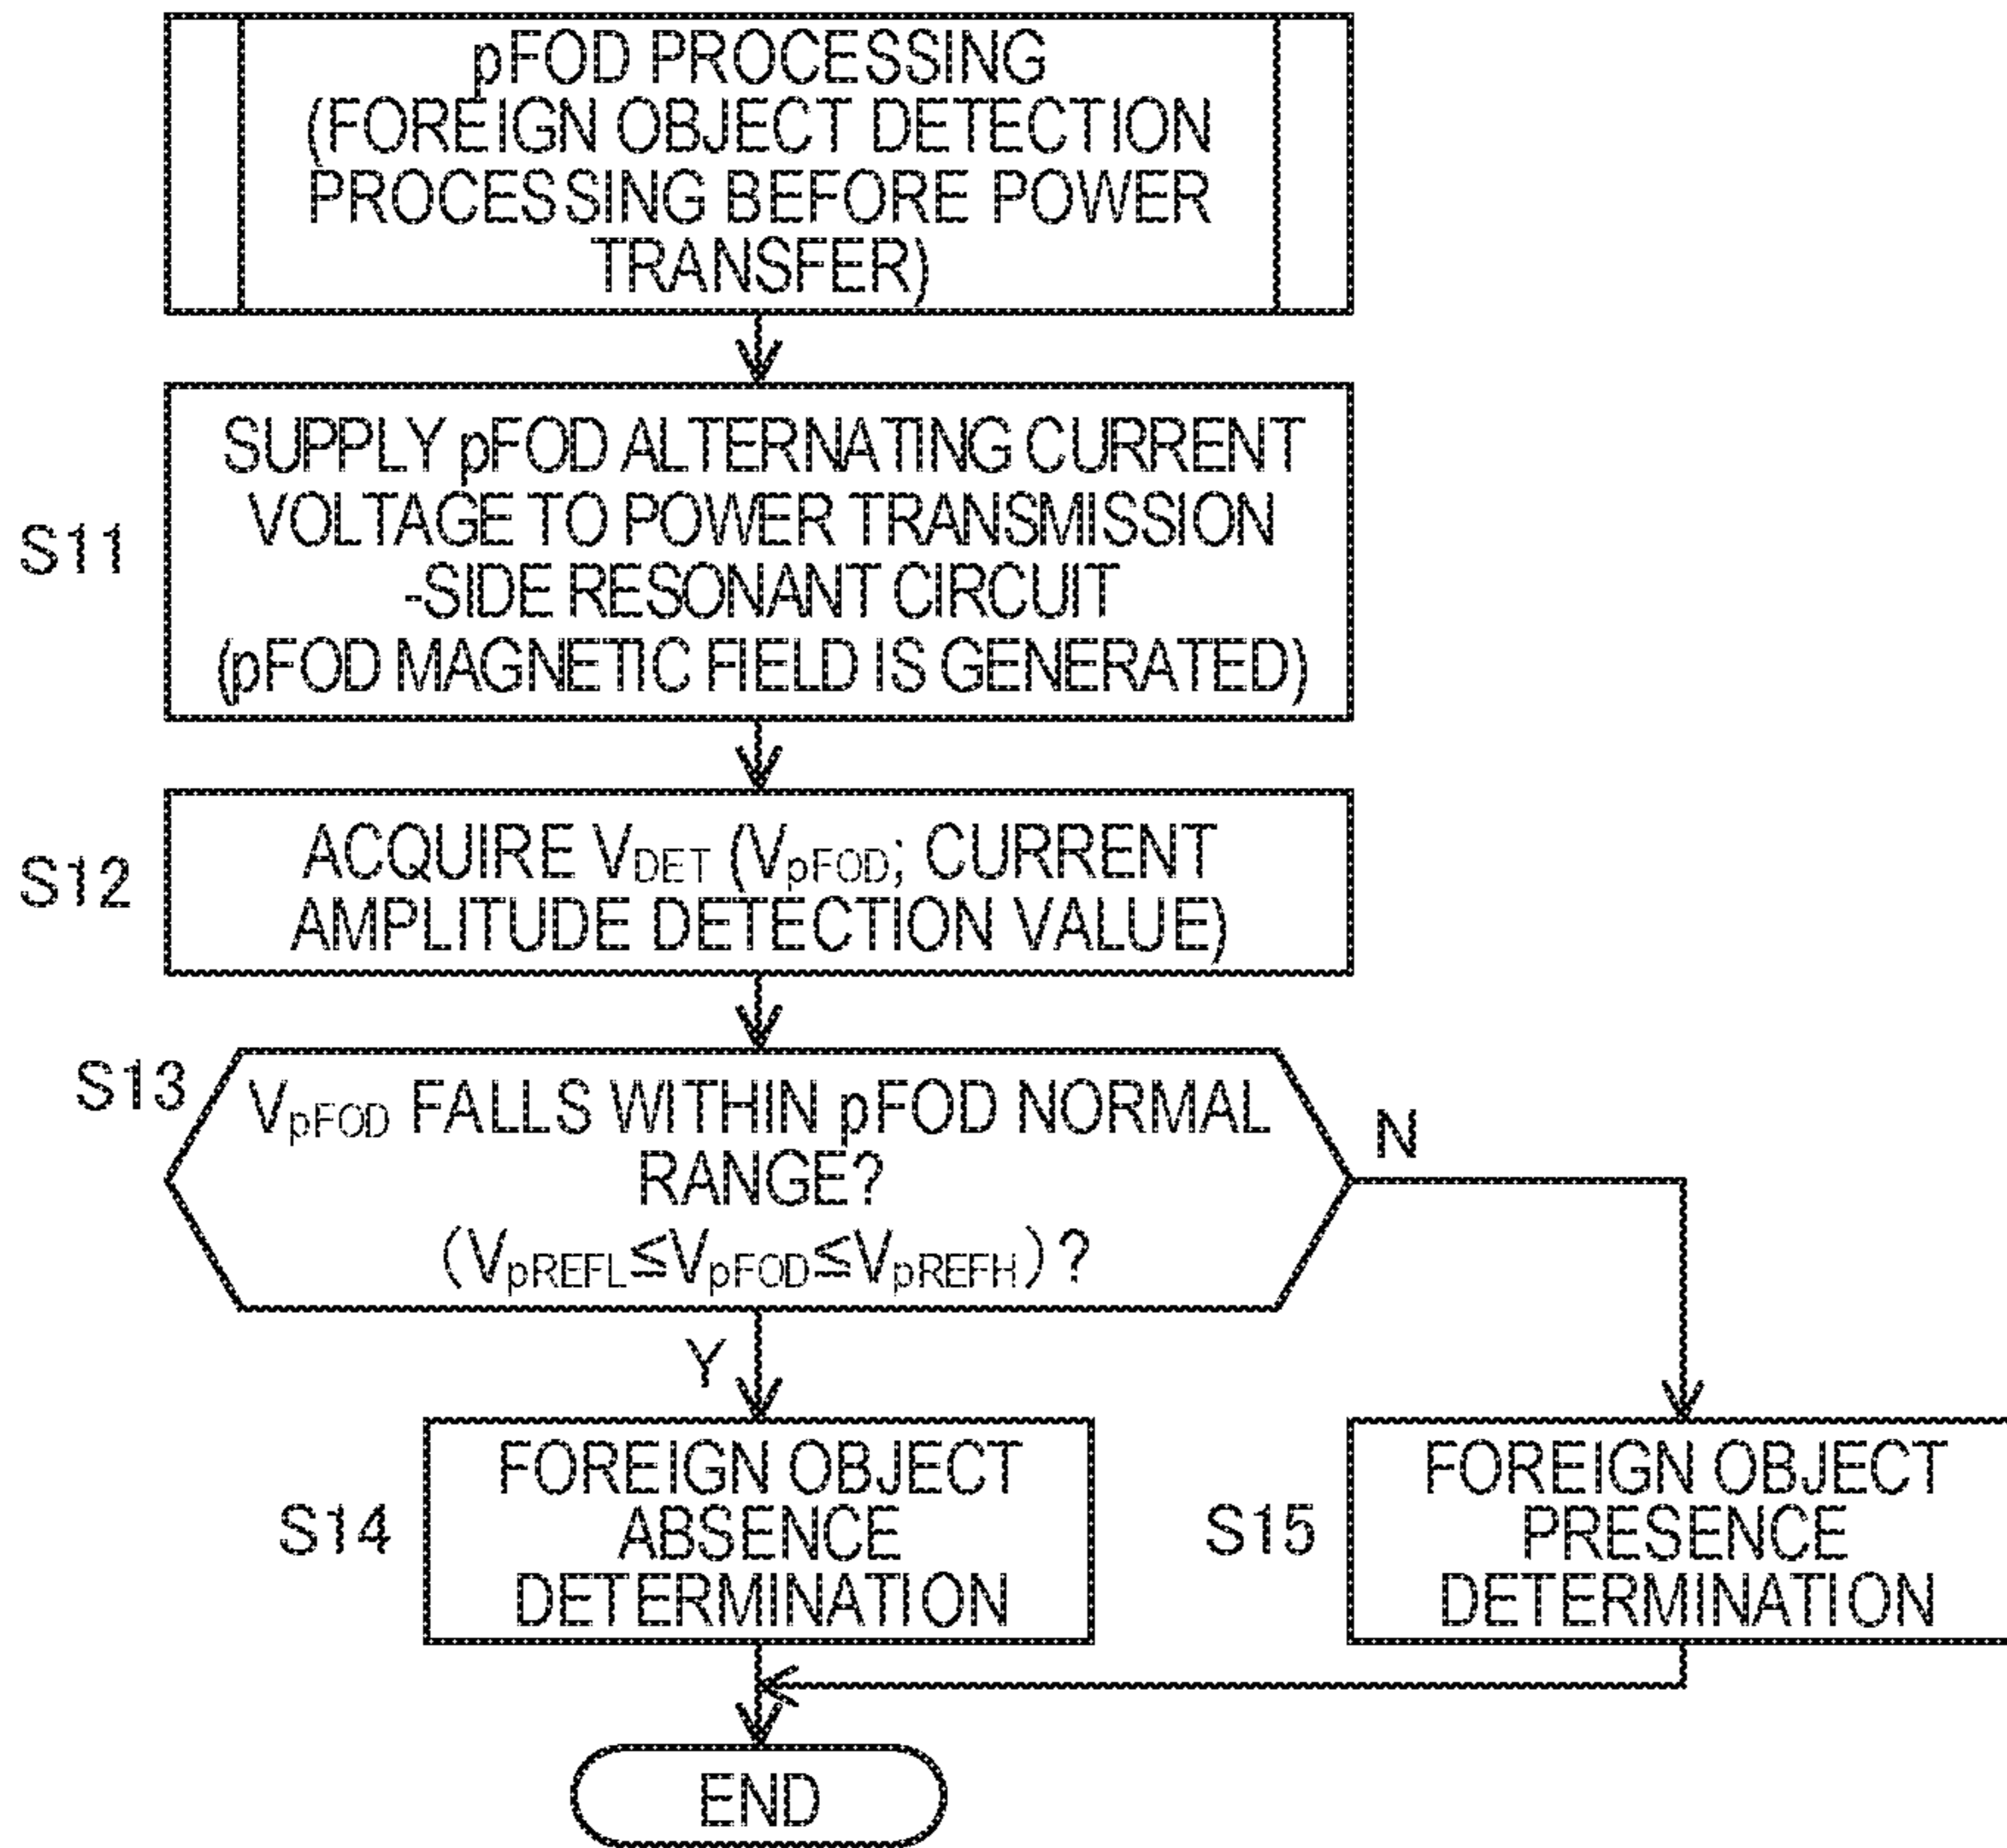 pFOD PROCESSING
(FOREIGN OBJECT DETECTION
PROCESSING BEFORE POWER
TRANSFER)
S11
SUPPLY pFOD ALTERNATING CURRENT
VOLTAGE TO POWER TRANSMISSION
-SIDE RESONANT CIRCUIT
(pFOD MAGNETIC FIELD IS GENERATED)
S12
ACQUIRE VDET (VpFOD; CURRENT
AMPLITUDE DETECTION VALUE)
S13
VpFOD FALLS WITHIN pFOD NORMAL
RANGE?
(VpREFL≤VpFOD≤VpREFH)?
N
Y
S14
FOREIGN OBJECT
ABSENCE
DETERMINATION
S15
FOREIGN OBJECT
PRESENCE
DETERMINATION
END